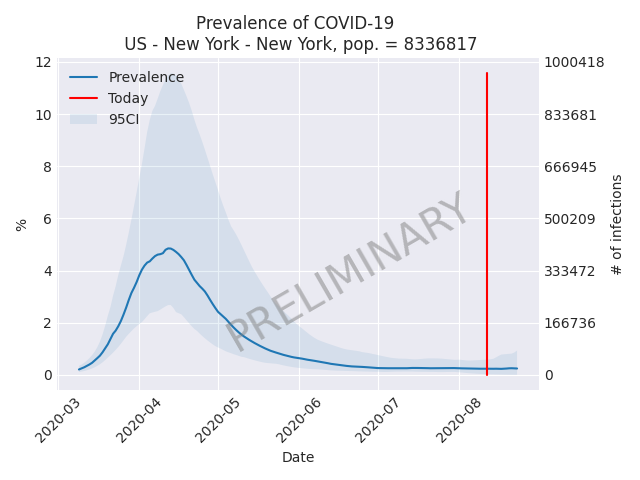 Prevalence of COVID-19
US - New York - New York, pop. = 8336817
Prevalence
Today
95CI
12
10
8
6
4
2
0
%
1000418
833681
666945
500209
333472
166736
0
# of infections
PRELIMINARY
2020-03
2020-04
2020-05
2020-06
2020-07
2020-08
Date